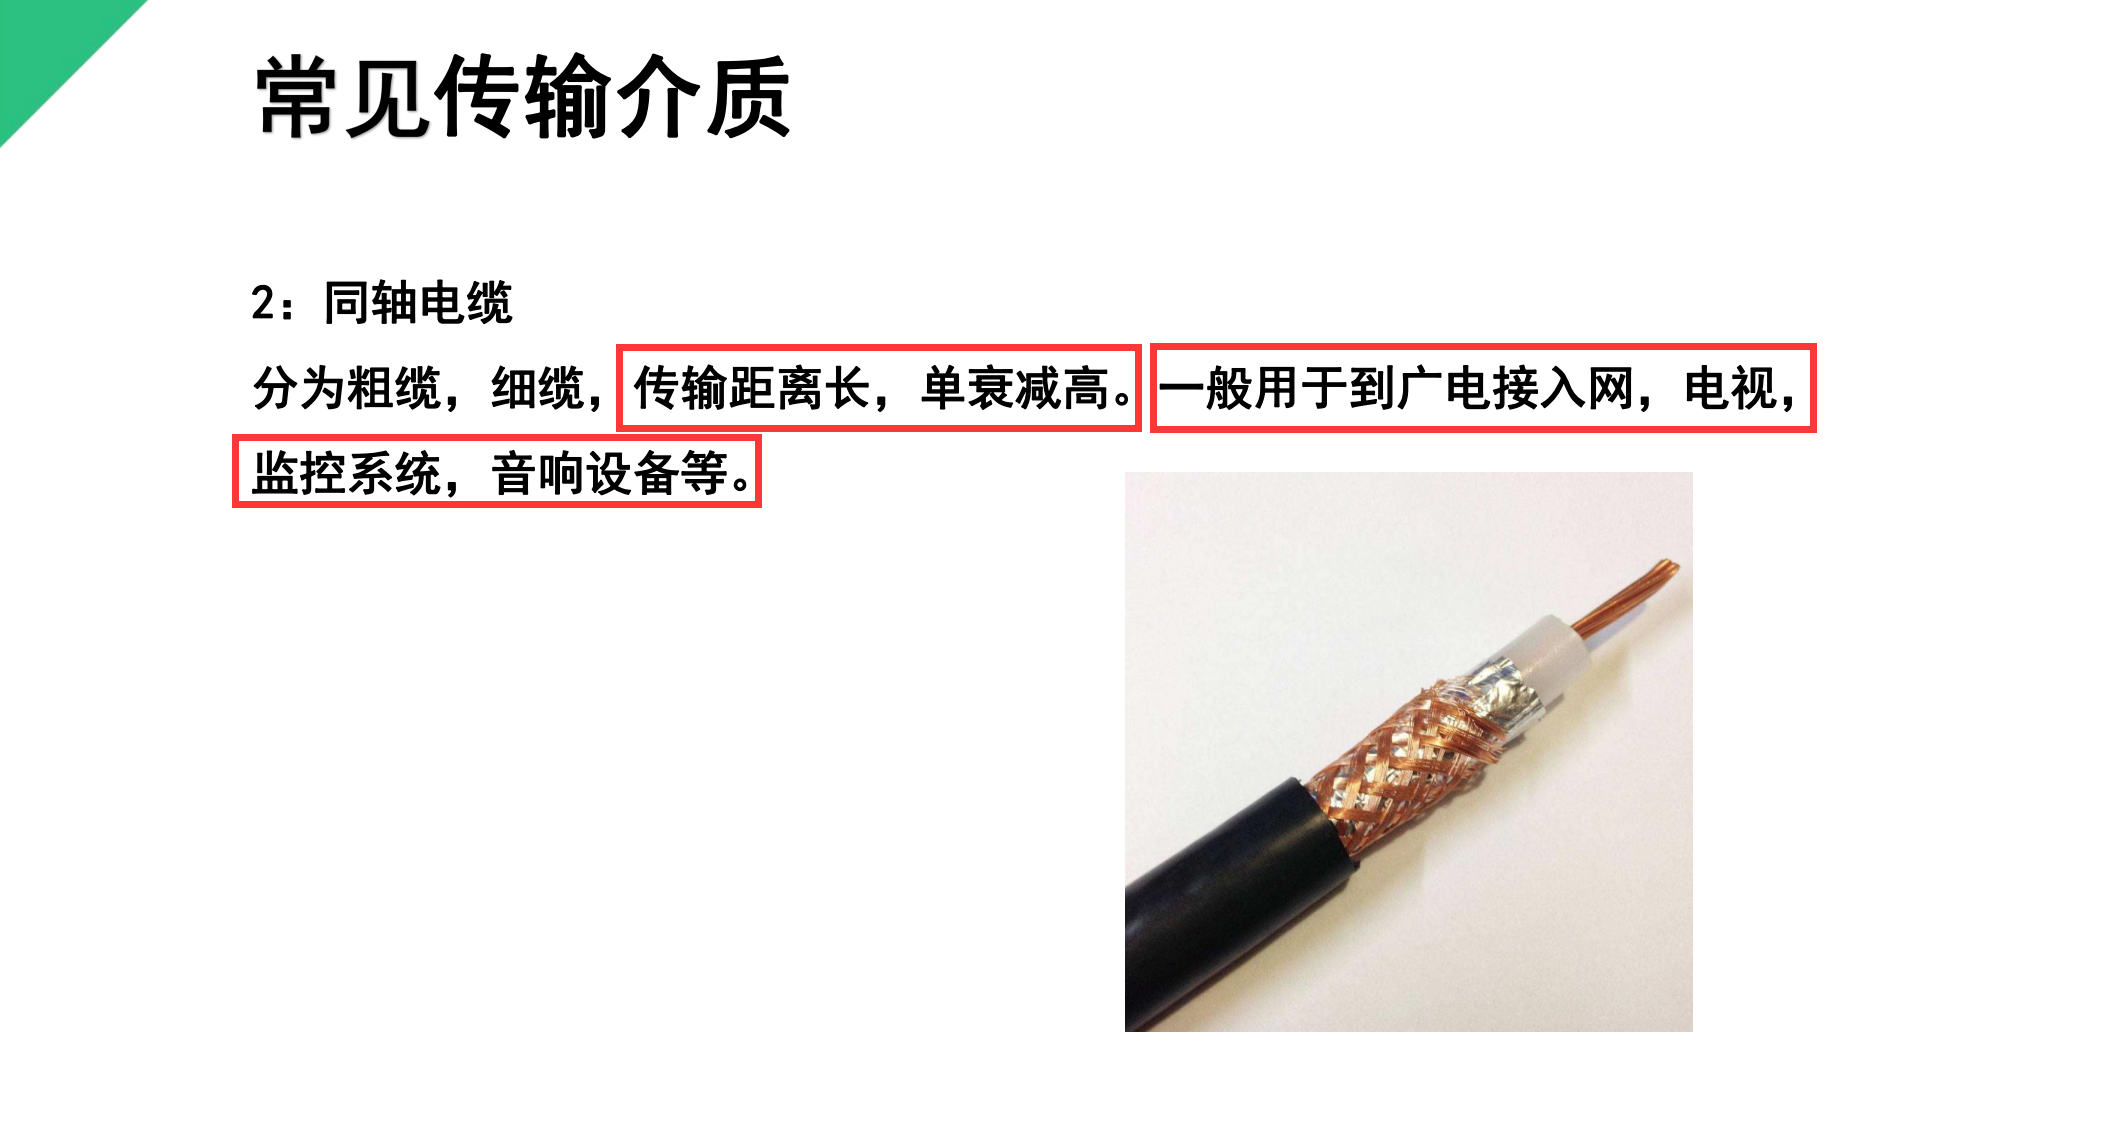 常见传输介质
2：同轴电缆
分为粗缆，细缆，传输距离长，单衰减高。一般用于到广电接入网，电视，
监控系统，音响设备等。